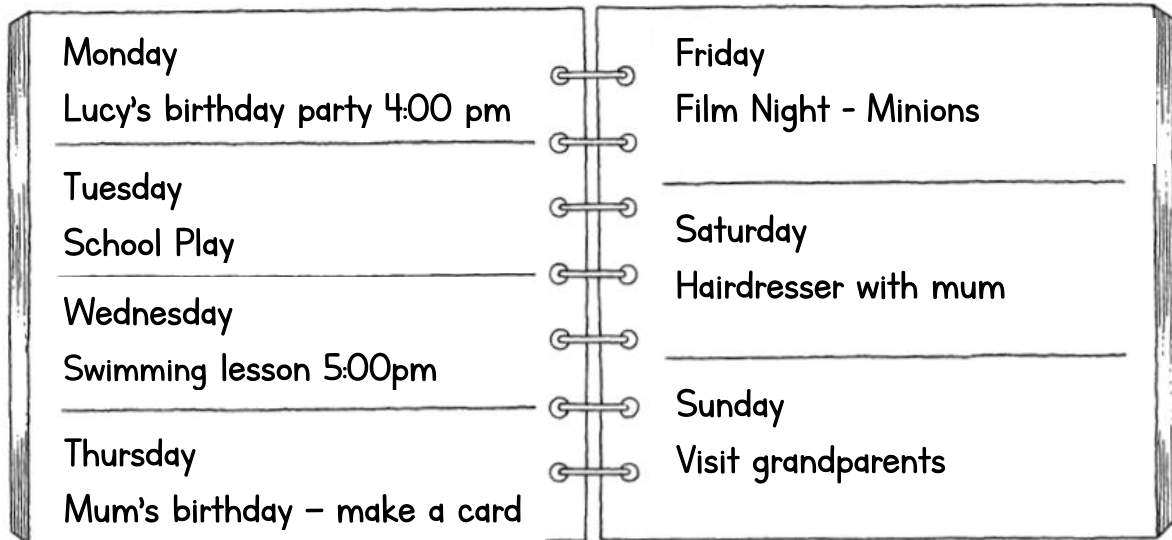 Monday
Lucy's birthday party 4:00 pm
Tuesday
School Play
Wednesday
Swimming lesson 5:00pm
Thursday
Mum's birthday – make a card
Friday
Film Night - Minions
Saturday
Hairdresser with mum
Sunday
Visit grandparents